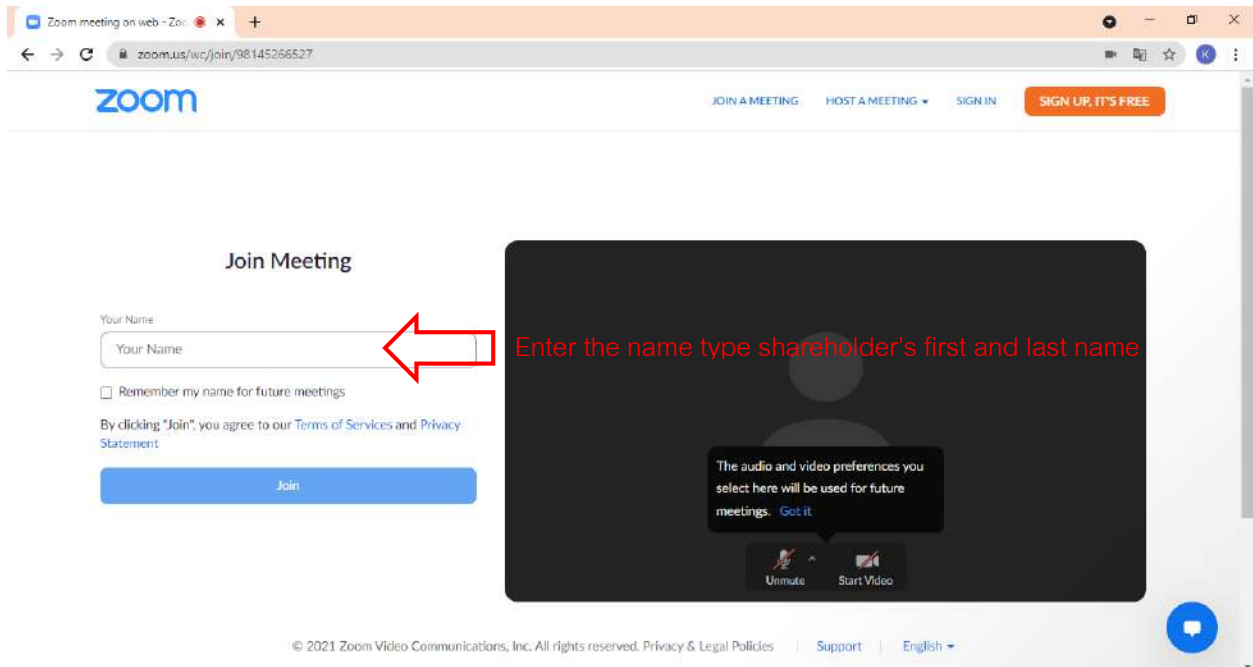 Zoom meeting on web - Zoo
zoom.us/wc/join/98145266527
K
zoom
JOIN A MEETING
HOST A MEETING
SIGN IN
SIGN UP, IT'S FREE
Join Meeting
Your Name
Your Name
Enter the name type shareholder's first and last name
Remember my name for future meetings
By clicking "Join", you agree to our Terms of Services and Privacy
Statement
Join
The audio and video preferences you
select here will be used for future
meetings. Got it
Unmute
Start Video
© 2021 Zoom Video Communications, Inc. All rights reserved. Privacy & Legal Policies
Support
English